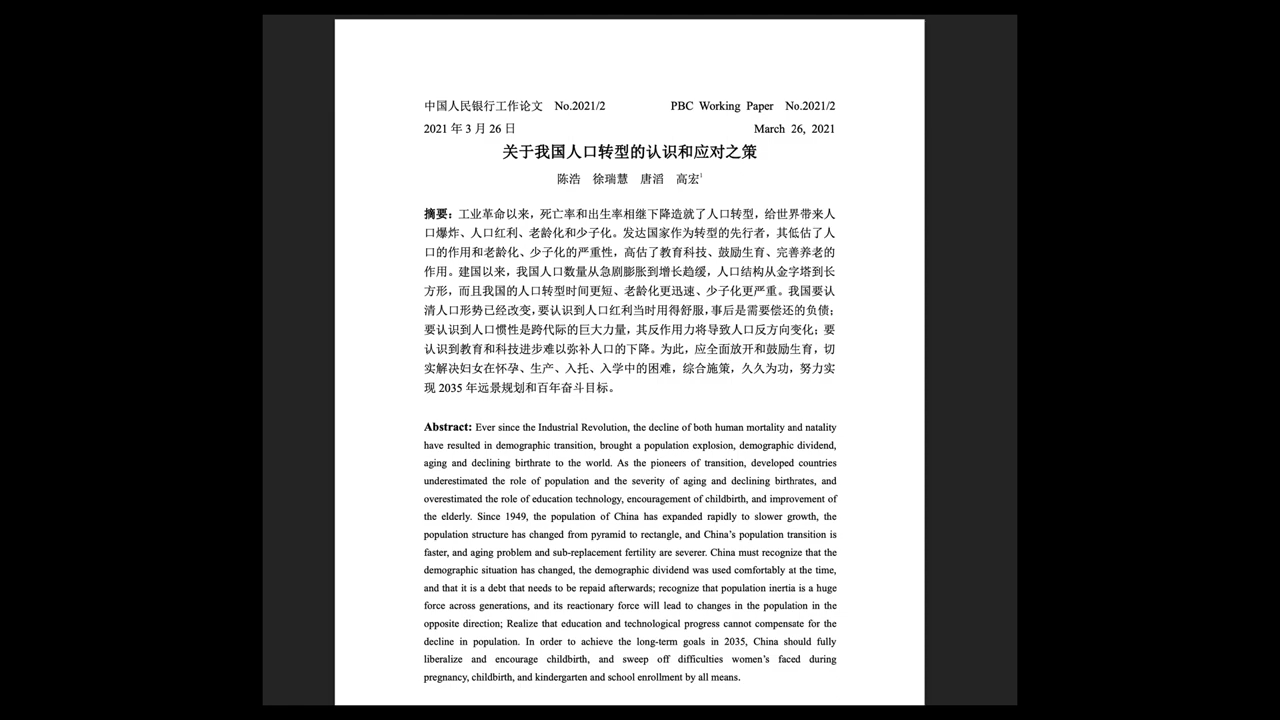 中国人民银行工作论文 No.2021/2 PBC Working Paper No.2021/2
2021 年 3 月 26 日 March 26, 2021
关于我国人口转型的认识和应对之策
陈浩 徐瑞慧 唐滔 高宏1
摘要：工业革命以来，死亡率和出生率相继下降造就了人口转型，给世界带来人
口爆炸、人口红利、老龄化和少子化。发达国家作为转型的先行者，其低估了人
口的作用和老龄化、少子化的严重性，高估了教育科技、鼓励生育、完善养老的
作用。建国以来，我国人口数量从急剧膨胀到增长趋缓，人口结构从金字塔到长
方形，而且我国的人口转型时间更短、老龄化更迅速、少子化更严重。我国要认
清人口形势已经改变，要认识到人口红利当时用得舒服，事后是需要偿还的负债；
要认识到人口惯性是跨代际的巨大力量，其反作用力将导致人口反方向变化；要
认识到教育和科技进步难以弥补人口的下降。为此，应全面放开和鼓励生育，切
实解决妇女在怀孕、生产、入托、入学中的困难，综合施策，久久为功，努力实
现 2035 年远景规划和百年奋斗目标。
Abstract: Ever since the Industrial Revolution, the decline of both human mortality and natality
have resulted in demographic transition, brought a population explosion, demographic dividend,
aging and declining birthrate to the world. As the pioneers of transition, developed countries
underestimated the role of population and the severity of aging and declining birthrates, and
overestimated the role of education technology, encouragement of childbirth, and improvement of
the elderly. Since 1949, the population of China has expanded rapidly to slower growth, the
population structure has changed from pyramid to rectangle, and China's population transition is
faster, and aging problem and sub-replacement fertility are severer. China must recognize that the
demographic situation has changed, the demographic dividend was used comfortably at the time,
and that it is a debt that needs to be repaid afterwards; recognize that population inertia is a huge
force across generations, and its reactionary force will lead to changes in the population in the
opposite direction; Realize that education and technological progress cannot compensate for the
decline in population. In order to achieve the long-term goals in 2035, China should fully
liberalize and encourage childbirth, and sweep off difficulties women's faced during
pregnancy, childbirth, and kindergarten and school enrollment by all means.